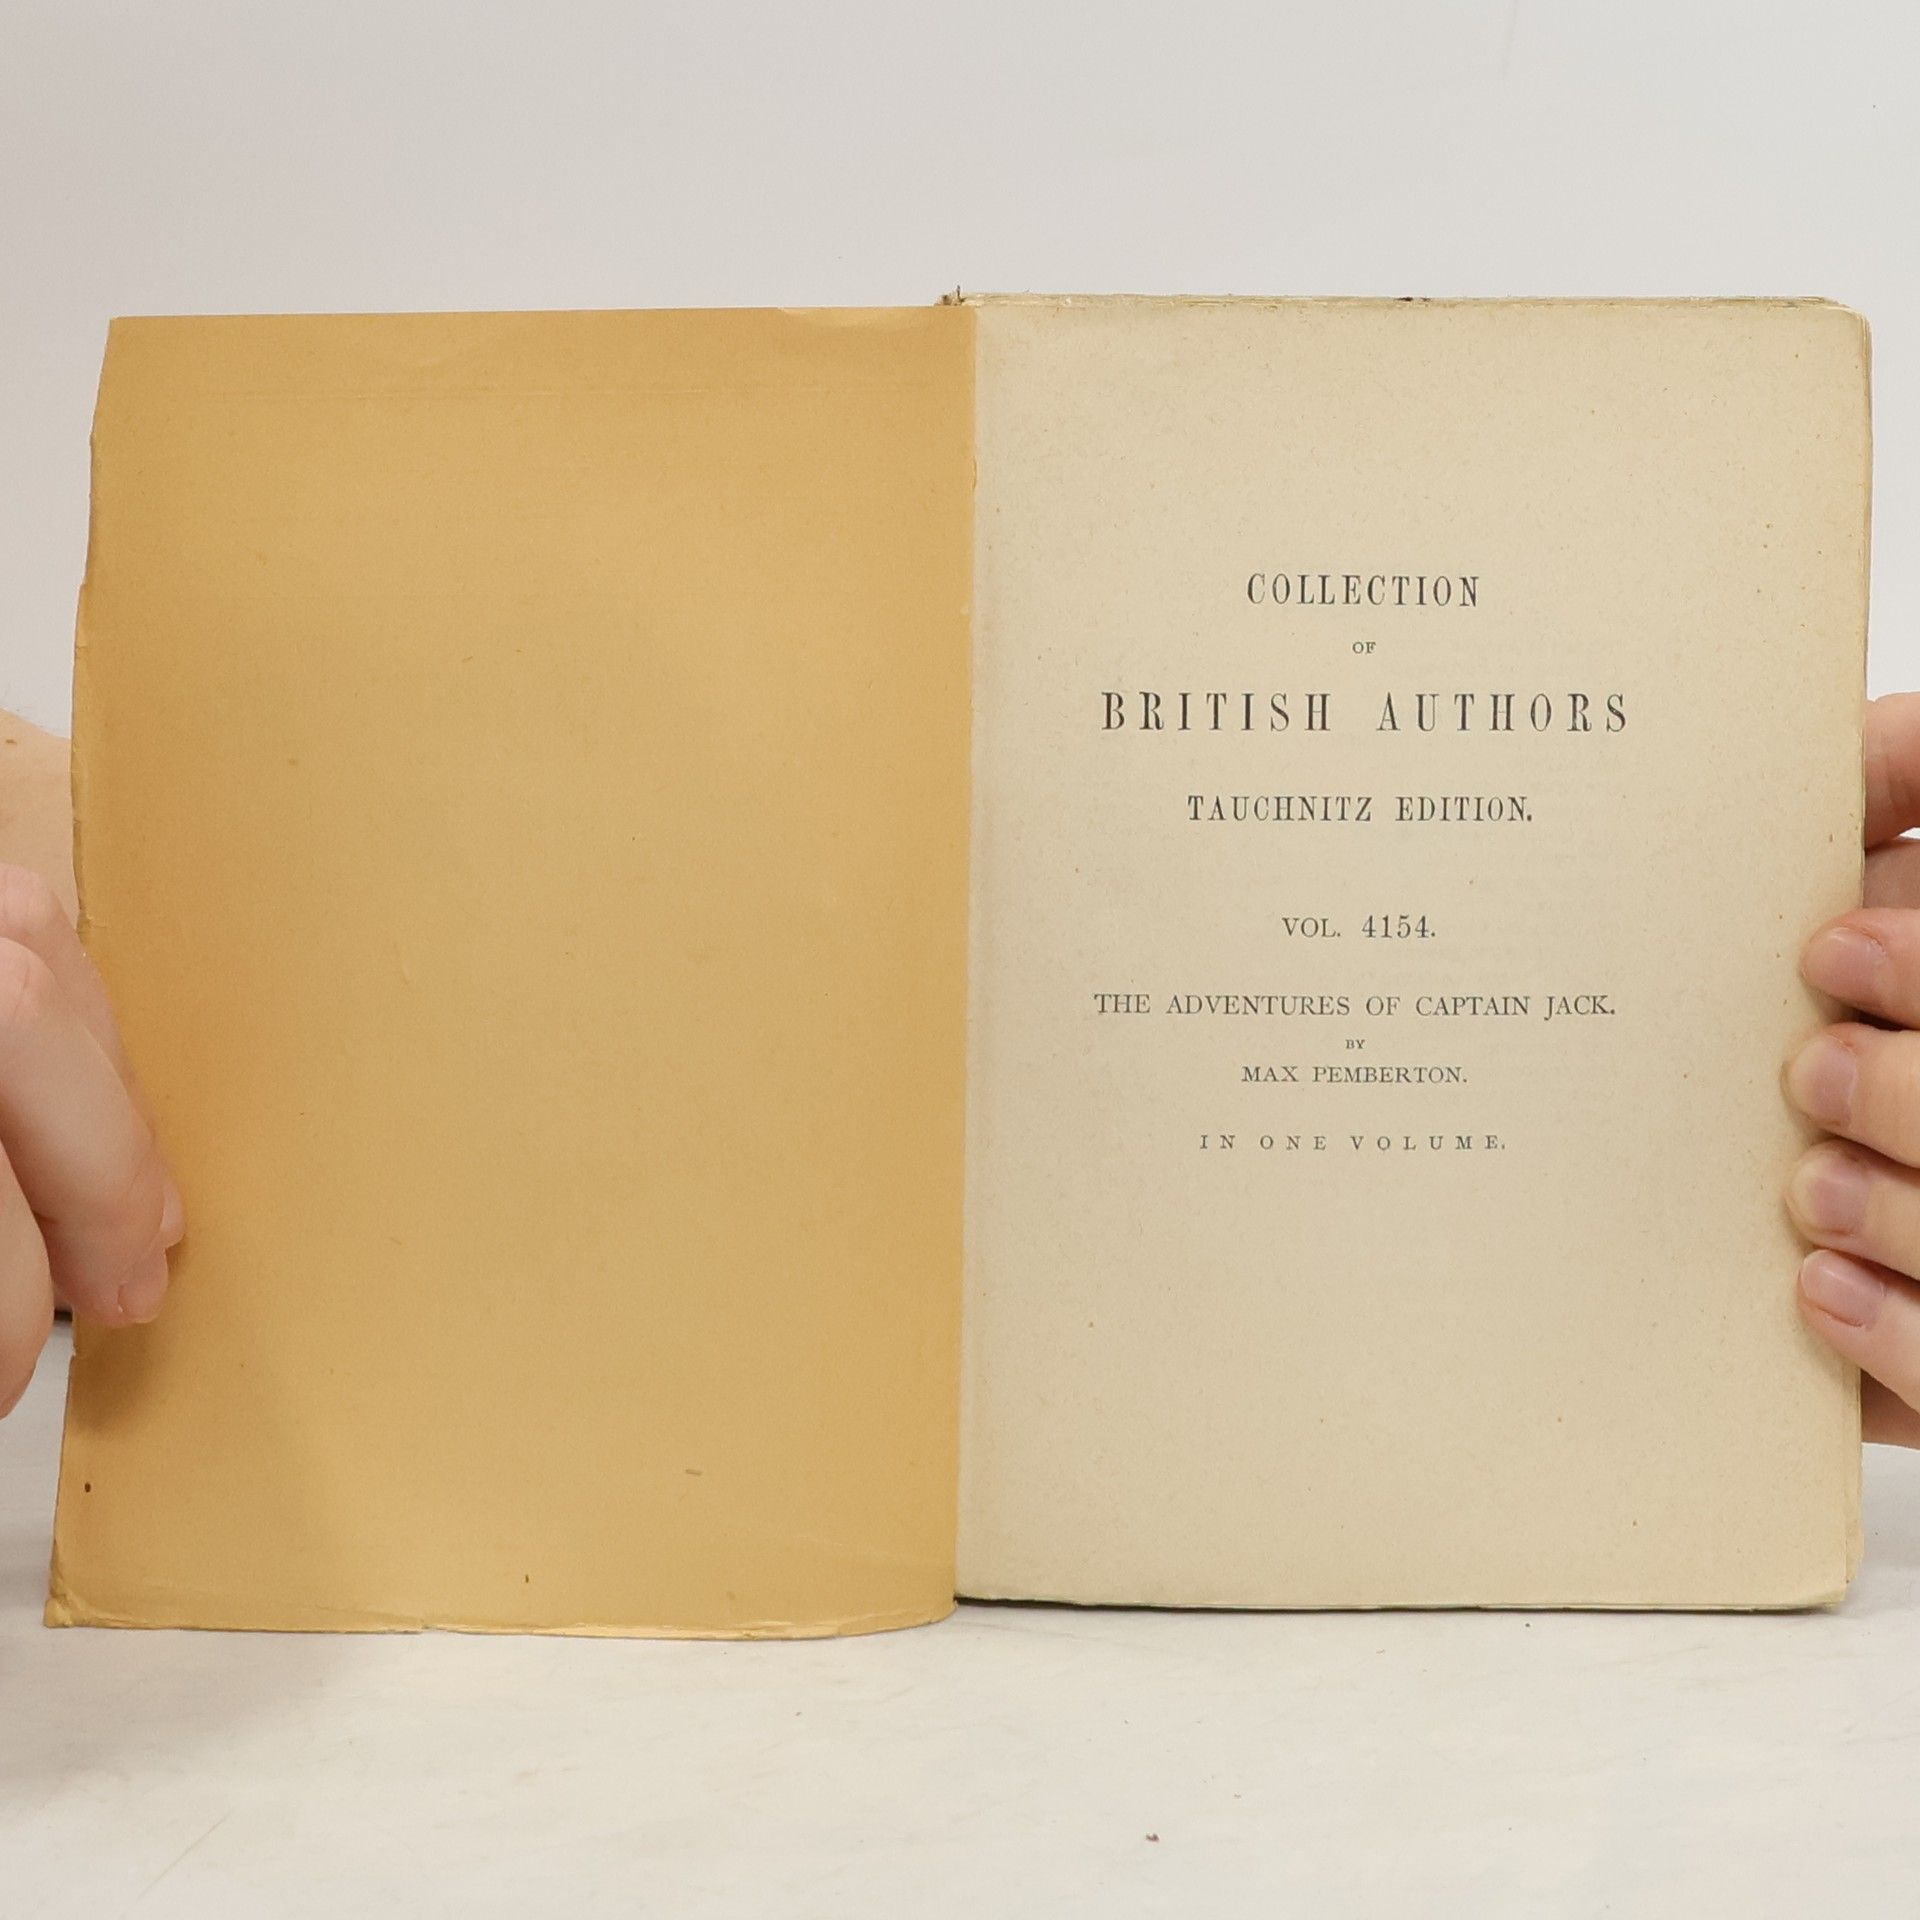 COLLECTION
OF
BRITISH AUTHORS
TAUCHNITZ EDITION.
VOL. 4154.
THE ADVENTURES OF CAPTAIN JACK.
BY
MAX PEMBERTON.
IN ONE VOLUME.